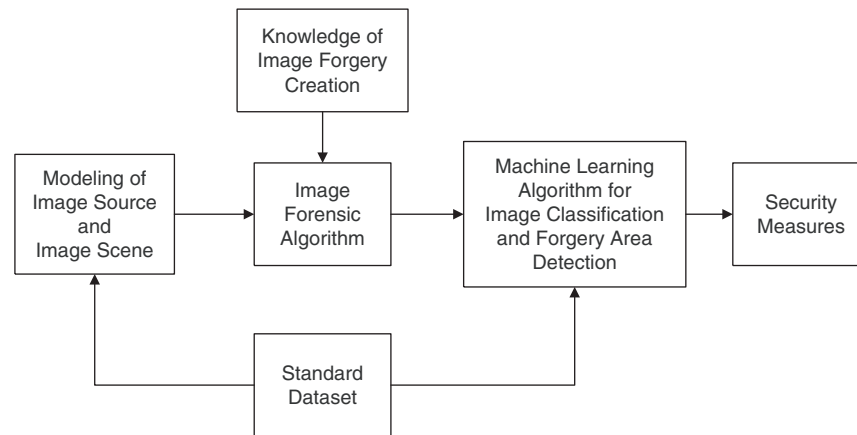 Knowledge of
Image Forgery
Creation
Modeling of
Image Source
and
Image Scene
Image
Forensic
Algorithm
Machine Learning
Algorithm for
Image Classification
and Forgery Area
Detection
Security
Measures
Standard
Dataset